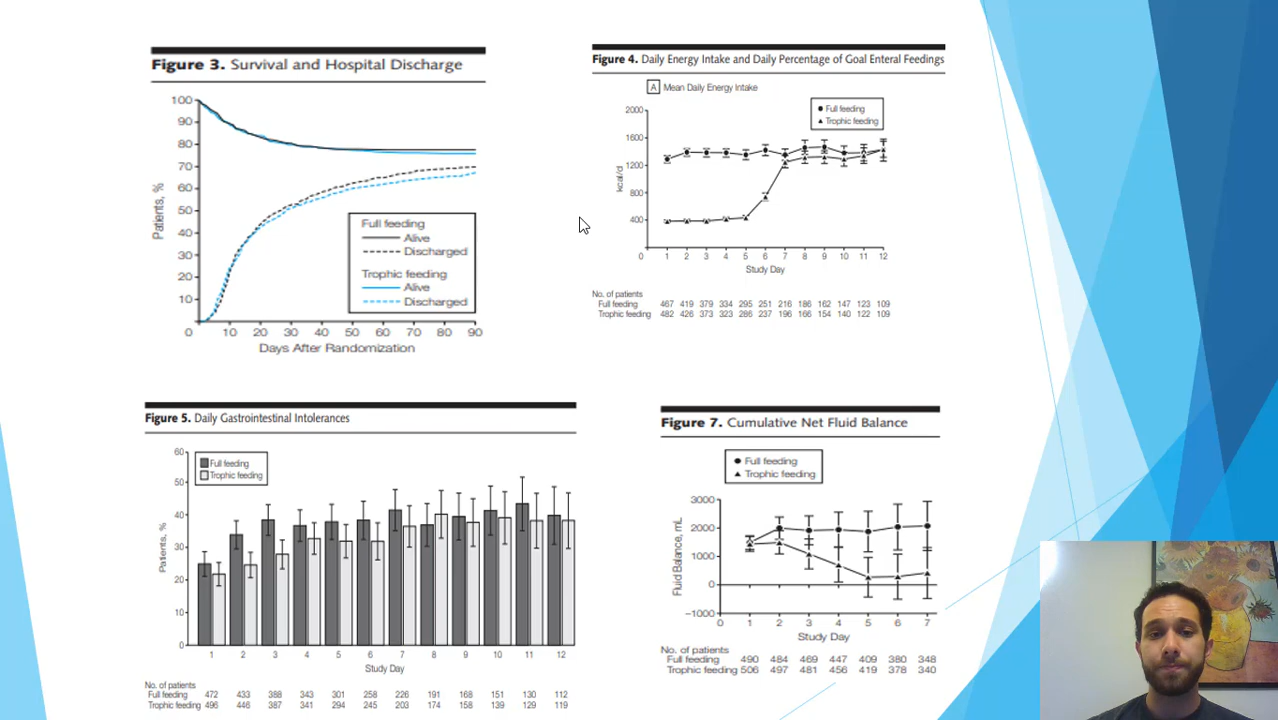 Figure 3. Survival and Hospital Discharge
100
90
80
70
60
50
40
30
20
10
0 10 20 30 40 50 60 70 80 90
Patients, %
Days After Randomization
Full feeding
Alive
Discharged
Trophic feeding
Alive
Discharged
Figure 4. Daily Energy Intake and Daily Percentage of Goal Enteral Feedings
A Mean Daily Energy Intake
Full feeding
Trophic feeding
2000
1600
1200
800
400
0 1 2 3 4 5 6 7 8 9 10 11 12
kcal/d
Study Day
No. of patients
Full feeding 467 419 379 334 295 251 216 186 162 147 123 109
Trophic feeding 482 426 373 323 286 237 196 166 154 140 122 109
Figure 5. Daily Gastrointestinal Intolerances
Full feeding
Trophic feeding
60
50
40
30
20
10
0
Patients, %
1 2 3 4 5 6 7 8 9 10 11 12
Study Day
No. of patients
Full feeding 472 433 388 343 301 258 226 191 168 151 130 112
Trophic feeding 496 446 387 341 294 245 203 174 158 139 129 119
Figure 7. Cumulative Net Fluid Balance
Full feeding
Trophic feeding
3000
2000
1000
0
−1000
Fluid Balance, mL
0 1 2 3 4 5 6 7
Study Day
No. of patients
Full feeding 490 484 469 447 409 380 348
Trophic feeding 506 497 481 456 419 378 340